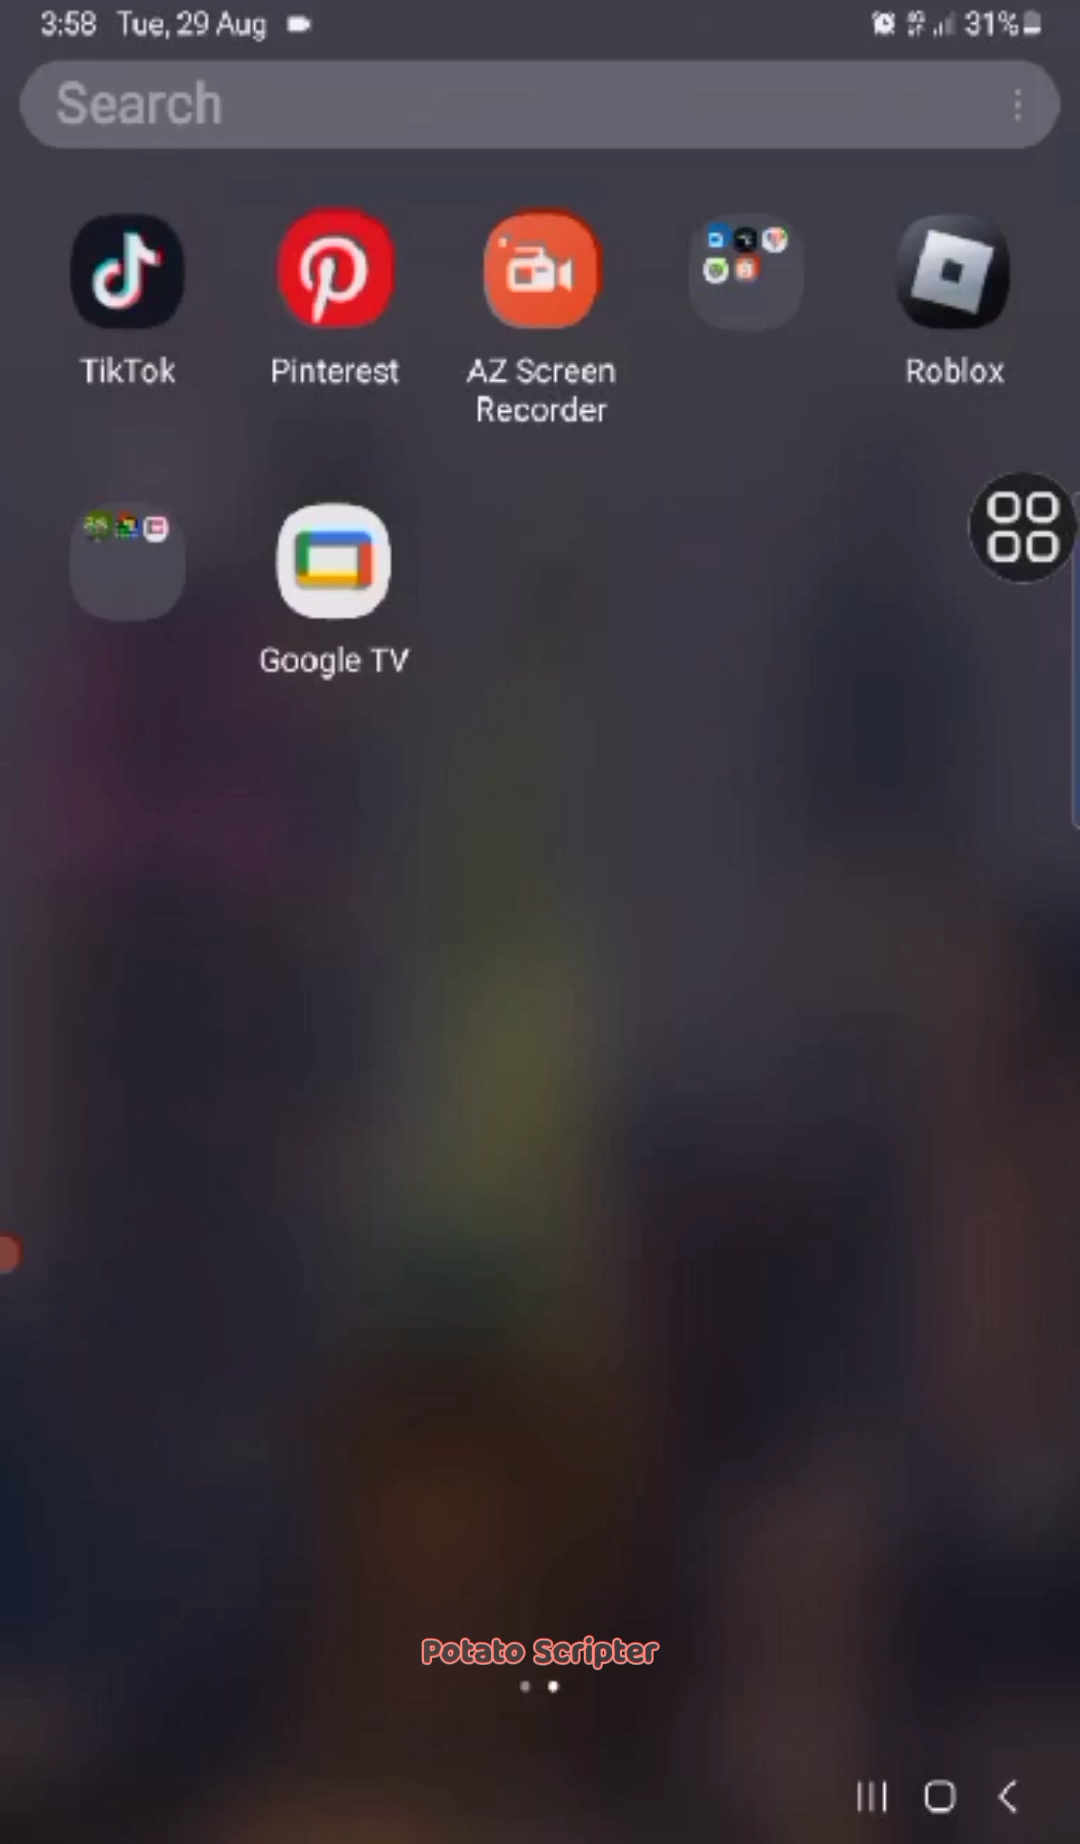 3:58 Tue, 29 Aug 31%
Search
TikTok Pinterest AZ Screen Recorder Roblox
Google TV
Potato Scripter